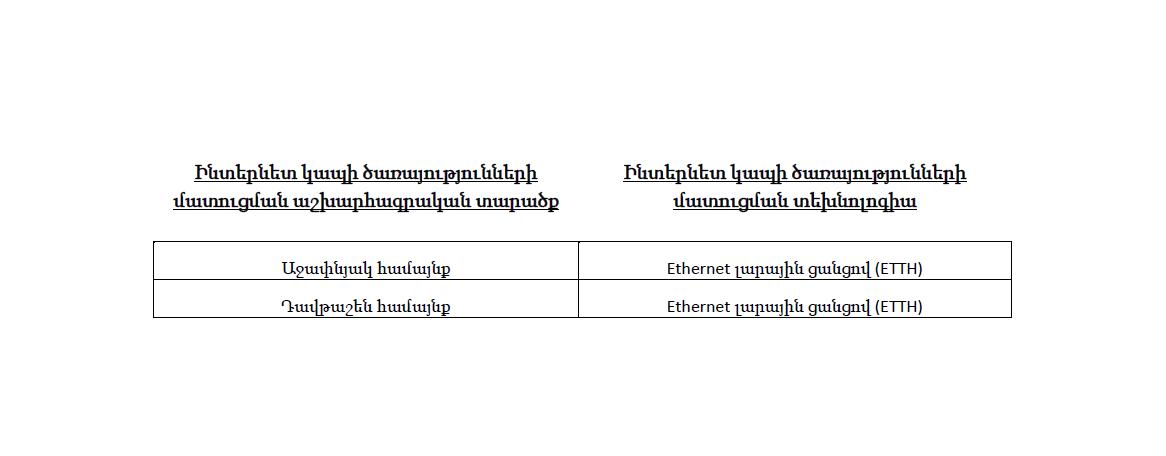 Ինտերնետ կապի ծառայությունների
մատուցման աշխարհագրական տարածք
Ինտերնետ կապի ծառայությունների
մատուցման տեխնոլոգիա
Աջափնյակ համայնք
Ethernet լարային ցանցով (ETTH)
Դավթաշեն համայնք
Ethernet լարային ցանցով (ETTH)